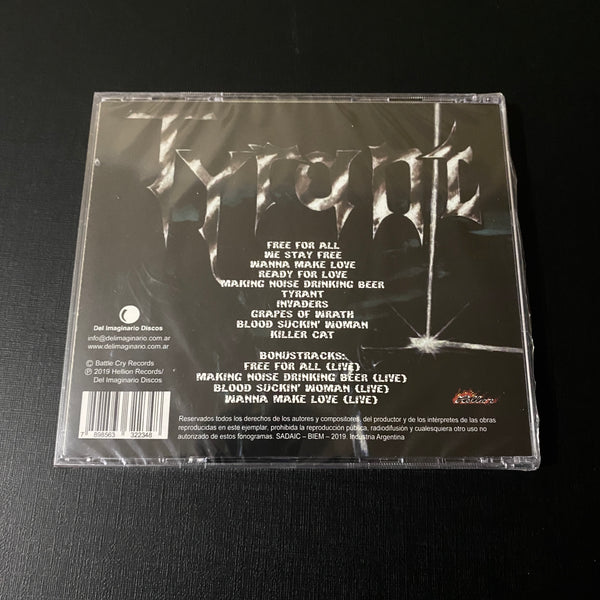 Tyrant
FREE FOR ALL
WE STAY FREE
WANNA MAKE LOVE
READY FOR LOVE
MAKING NOISE DRINKING BEER
TYRANT
INVADERS
GRAPES OF WRATH
BLOOD SUCKIN' WOMAN
KILLER CAT
BONUSTRACKS:
FREE FOR ALL (LIVE)
MAKING NOISE DRINKING BEER (LIVE)
BLOOD SUCKIN' WOMAN (LIVE)
WANNA MAKE LOVE (LIVE)
Del Imaginario Discos
info@delimaginario.com.ar
www.delimaginario.com.ar
© Battle Cry Records
℗ 2019 Hellion Records/
Del Imaginario Discos
7 898563 322348
Reservados todos los derechos de los autores y compositores, del productor y de los intérpretes de las obras
reproducidas en este ejemplar, prohibida la reproducción pública, radiodifusión y cualesquiera otro uso no
autorizado de estos fonogramas. SADAIC – BIEM – 2019. Industria Argentina